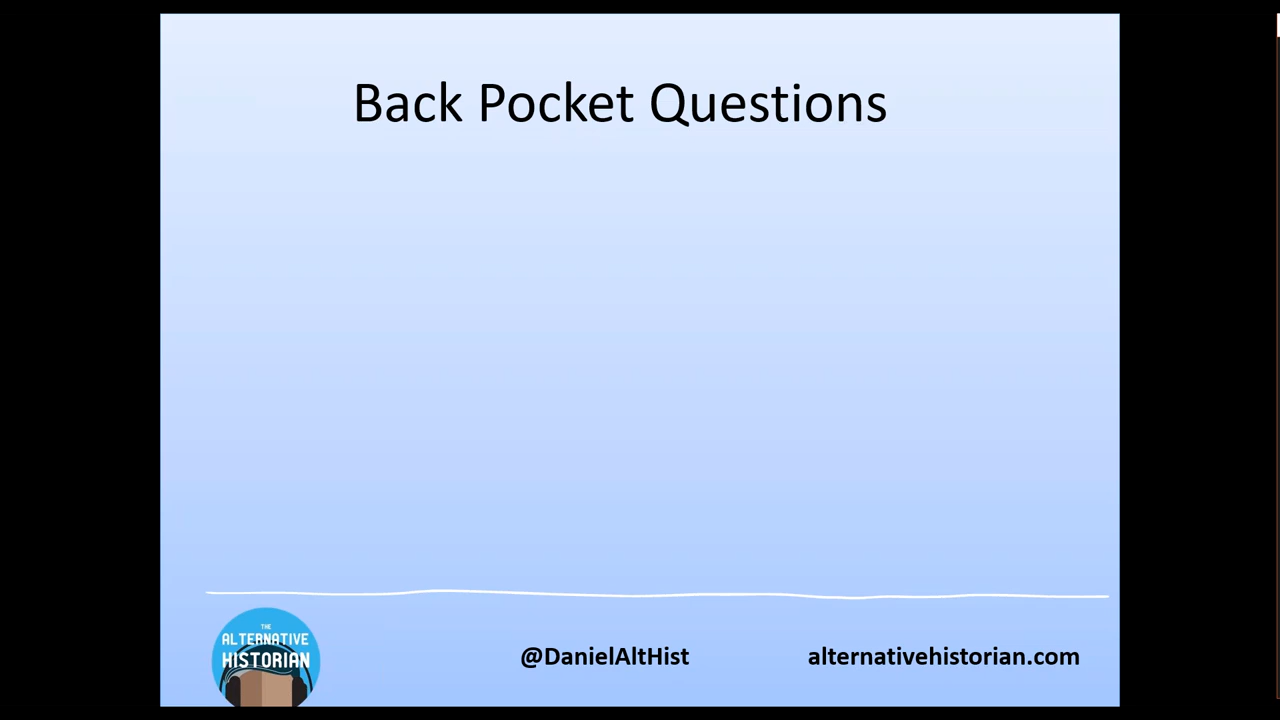 Back Pocket Questions
THE
ALTERNATIVE
HISTORIAN
@DanielAltHist
alternativehistorian.com